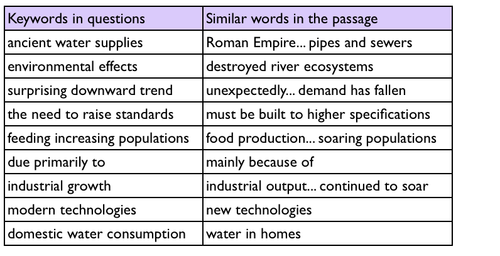 Keywords in questions Similar words in the passage
ancient water supplies Roman Empire... pipes and sewers
environmental effects destroyed river ecosystems
surprising downward trend unexpectedly... demand has fallen
the need to raise standards must be built to higher specifications
feeding increasing populations food production... soaring populations
due primarily to mainly because of
industrial growth industrial output... continued to soar
modern technologies new technologies
domestic water consumption water in homes